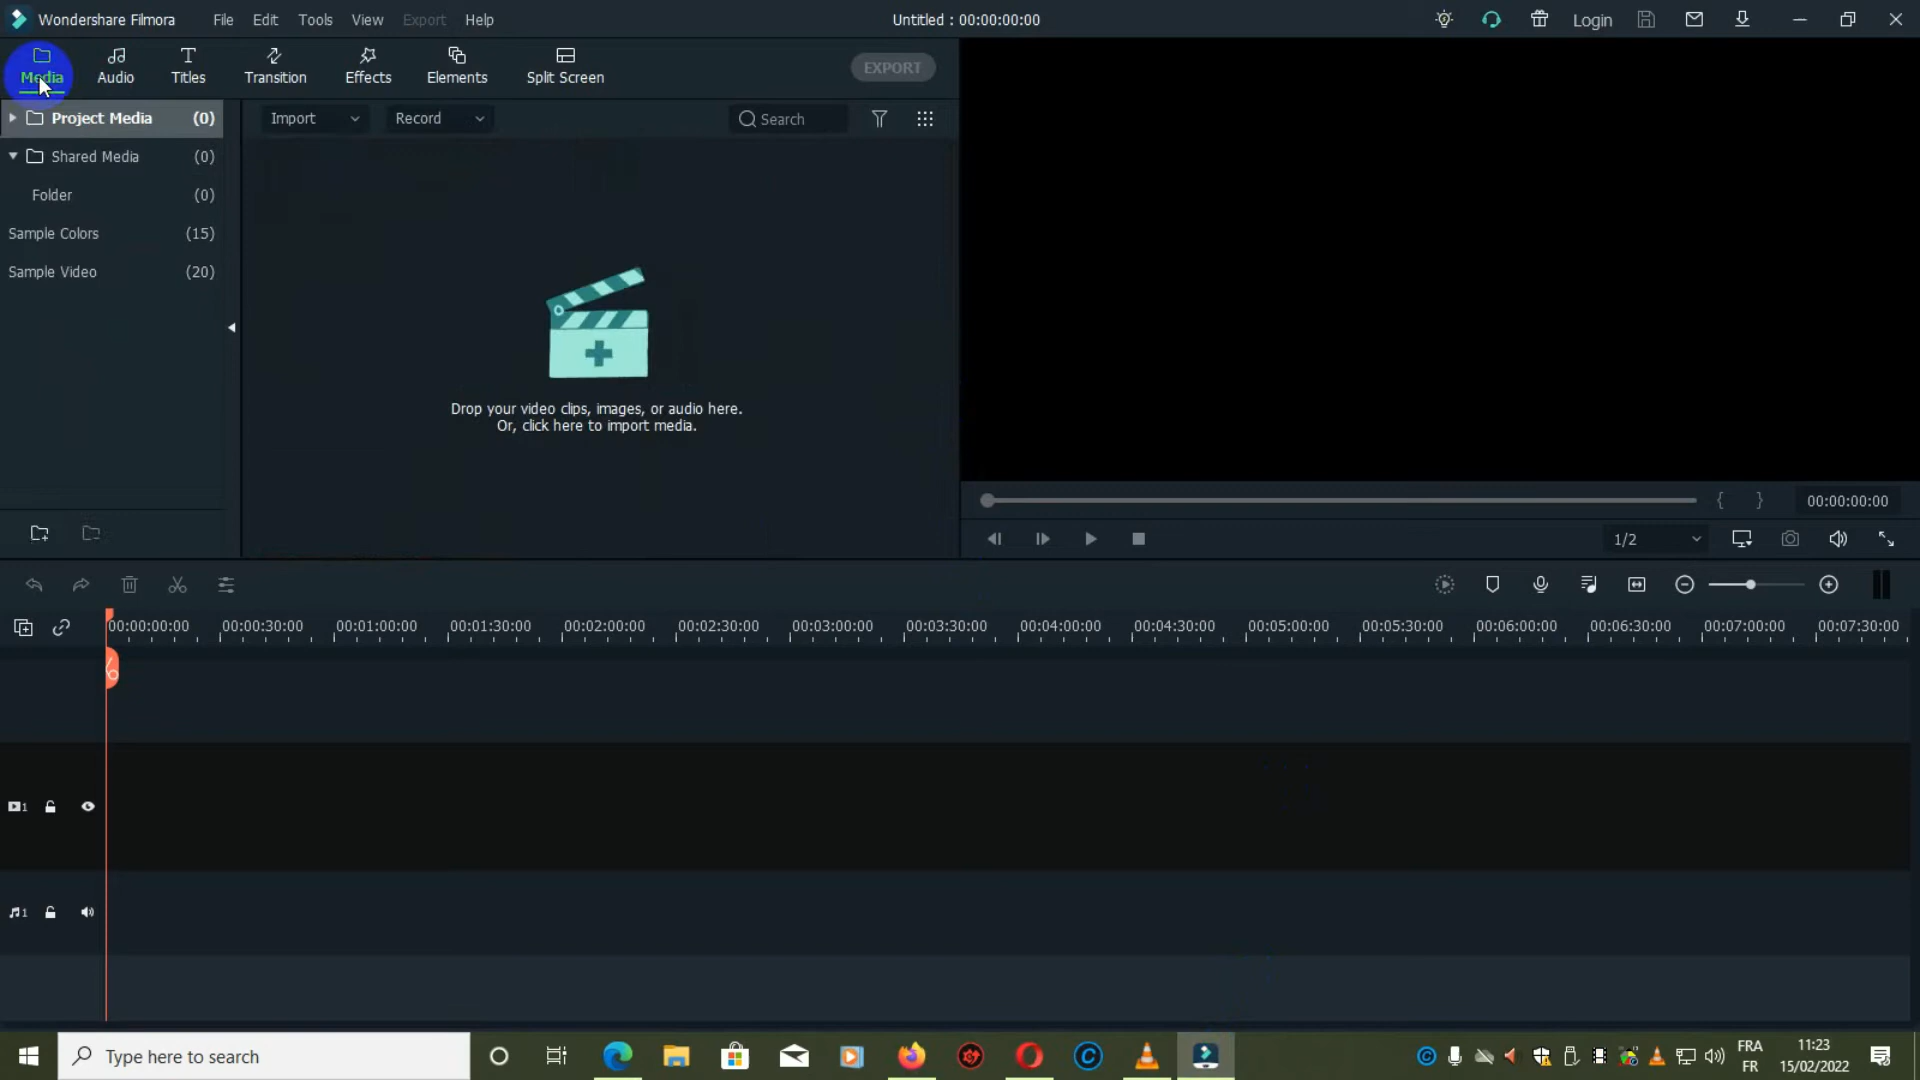 Wondershare Filmora File Edit Tools View Export Help Untitled : 00:00:00:00 Login
Media Audio Titles Transition Effects Elements Split Screen EXPORT
Project Media (0) Import Record Search
Shared Media (0)
Folder (0)
Sample Colors (15)
Sample Video (20)
Drop your video clips, images, or audio here.
Or, click here to import media.
{ } 00:00:00:00
1/2
00:00:00:00 00:00:30:00 00:01:00:00 00:01:30:00 00:02:00:00 00:02:30:00 00:03:00:00 00:03:30:00 00:04:00:00 00:04:30:00 00:05:00:00 00:05:30:00 00:06:00:00 00:06:30:00 00:07:00:00 00:07:30:00
1
1
Type here to search FRA 11:23
FR 15/02/2022